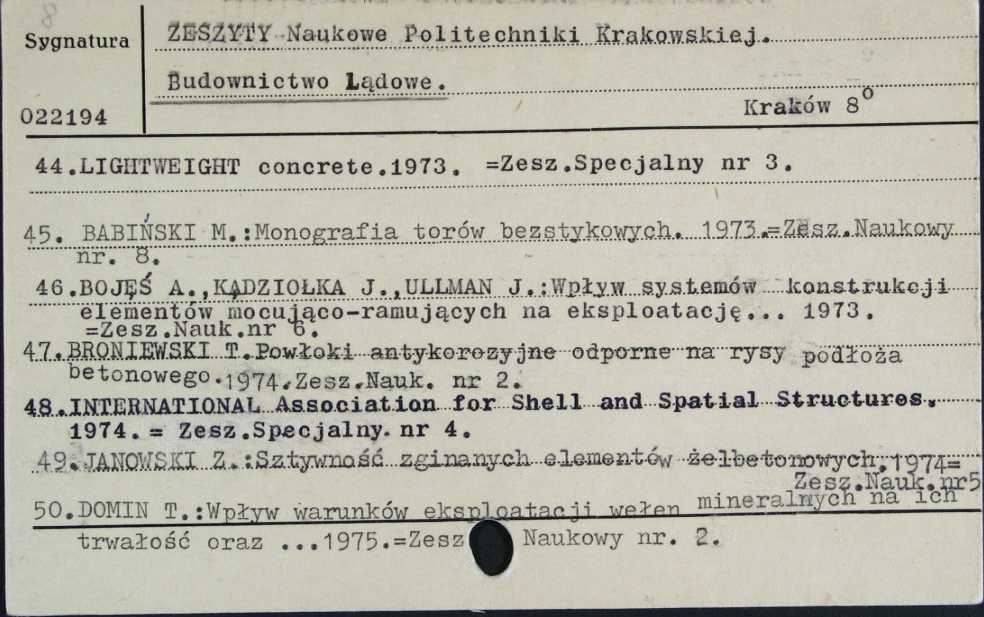 8
Sygnatura
ZESZYTY Naukowe Politechniki Krakowskiej.
Budownictwo Lądowe.
022194
Kraków 8o
44.LIGHTWEIGHT concrete.1973. =Zesz.Specjalny nr 3.
45. BABIŃSKI M.:Monografia torów bezstykowych. 1973.=Zesz.Naukowy
nr. 8.
46.BOJĘŚ A.,KĄDZIOŁKA J.,ULLMAN J.:Wpływ systemów konstrukcji
elementów mocująco-ramujących na eksploatację... 1973.
=Zesz.Nauk.nr 6.
47.BRONIEWSKI T.Powłoki antykorozyjne odporne na rysy podłoża
betonowego.1974.Zesz.Nauk. nr 2.
48.INTERNATIONAL Association for Shell and Spatial Structures.
1974.= Zesz.Specjalny. nr 4.
49.JANOWSKI Z.:Sztywność zginanych elementów żelbetonowych.1974=
Zesz.Nauk.nr5
50.DOMIN T.:Wpływ warunków eksploatacji wełen mineralnych na ich
trwałość oraz ...1975.=Zesz Naukowy nr. 2.